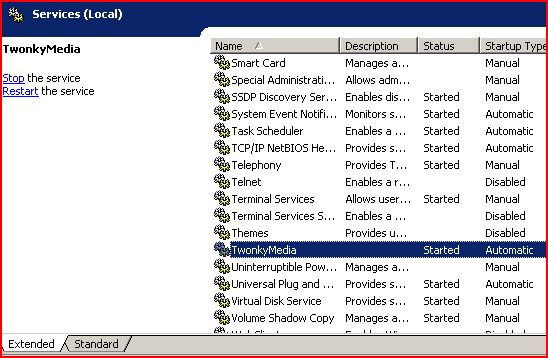 Services (Local)
TwonkyMedia
Stop the service
Restart the service
Name Description Status Startup Type
Smart Card Manages a... Manual
Special Administrati... Allows adm... Manual
SSDP Discovery Ser... Enables dis... Started Manual
System Event Notifi... Monitors s... Started Automatic
Task Scheduler Enables a ... Started Automatic
TCP/IP NetBIOS He... Provides s... Started Automatic
Telephony Provides T... Started Manual
Telnet Enables a r... Disabled
Terminal Services Allows user... Started Manual
Terminal Services S... Enables a ... Disabled
Themes Provides u... Disabled
TwonkyMedia Started Automatic
Uninterruptible Pow... Manages a... Manual
Universal Plug and ... Provides s... Started Automatic
Virtual Disk Service Provides s... Started Manual
Volume Shadow Copy Manages a... Started Manual
Extended Standard